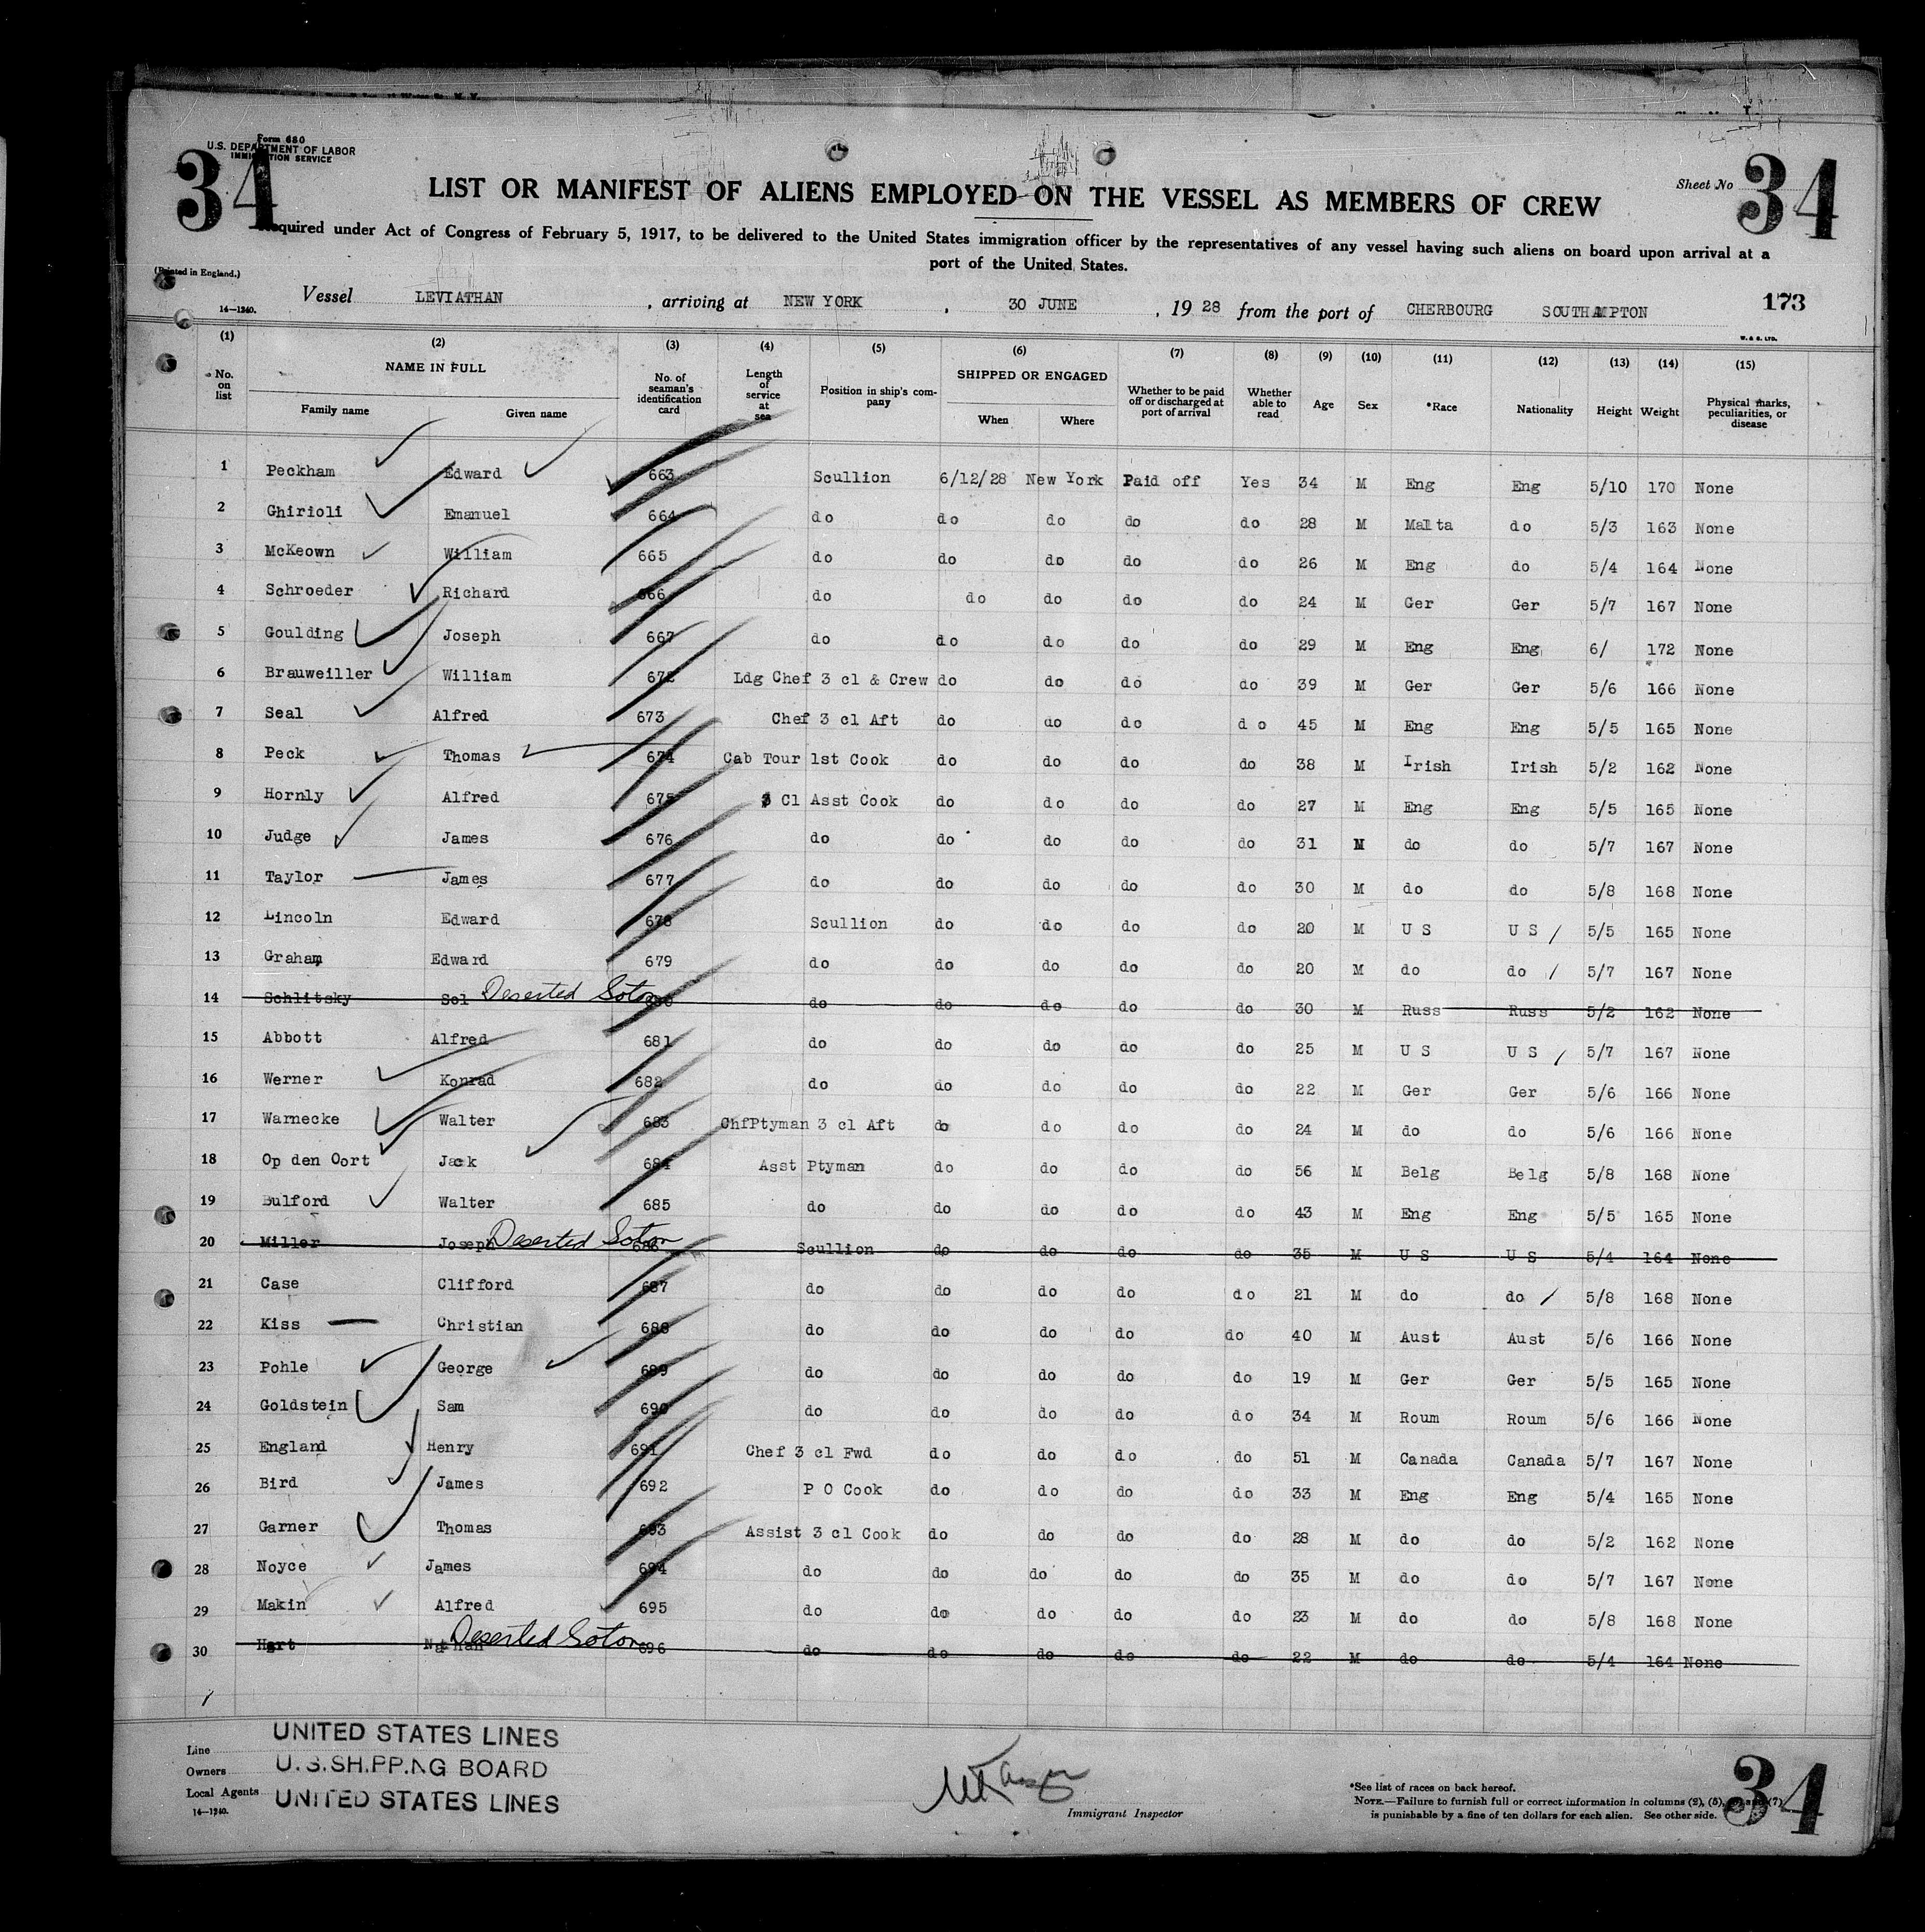 Form 680
U.S. DEPARTMENT OF LABOR
IMMIGRATION SERVICE
34
34
Sheet No
LIST OR MANIFEST OF ALIENS EMPLOYED ON THE VESSEL AS MEMBERS OF CREW
Required under Act of Congress of February 5, 1917, to be delivered to the United States immigration officer by the representatives of any vessel having such aliens on board upon arrival at a
port of the United States.
(Printed in England.)
14—1240.
Vessel LEVIATHAN , arriving at NEW YORK , 30 JUNE , 19 28 from the port of CHERBOURG SOUTHAMPTON 173
W. & S. LTD.
(1) (2) (3) (4) (5) (6) (7) (8) (9) (10) (11) (12) (13) (14) (15)
No. on list NAME IN FULL Family name Given name No. of seaman's identification card Length of service at sea Position in ship's company SHIPPED OR ENGAGED When Where Whether to be paid off or discharged at port of arrival Whether able to read Age Sex *Race Nationality Height Weight Physical marks, peculiarities, or disease
1 Peckham Edward 663 Scullion 6/12/28 New York Paid off Yes 34 M Eng Eng 5/10 170 None
2 Ghirioli Emanuel 664 do do do do do 28 M Malta do 5/3 163 None
3 McKeown William 665 do do do do do 26 M Eng do 5/4 164 None
4 Schroeder Richard 666 do do do do do 24 M Ger Ger 5/7 167 None
5 Goulding Joseph 667 do do do do do 29 M Eng Eng 6/ 172 None
6 Brauweiller William 672 Ldg Chef 3 cl & Crew do do do do 39 M Ger Ger 5/6 166 None
7 Seal Alfred 673 Chef 3 cl Aft do do do do 45 M Eng Eng 5/5 165 None
8 Peck Thomas 674 Cab Tour 1st Cook do do do do 38 M Irish Irish 5/2 162 None
9 Hornly Alfred 675 3 Cl Asst Cook do do do do 27 M Eng Eng 5/5 165 None
10 Judge James 676 do do do do do 31 M do do 5/7 167 None
11 Taylor James 677 do do do do do 30 M do do 5/8 168 None
12 Lincoln Edward 678 Scullion do do do do 20 M U S U S 5/5 165 None
13 Graham Edward 679 do do do do do 20 M do do 5/7 167 None
14 Schlitsky Sol Deserted Soton 680 do do do do do 30 M Russ Russ 5/2 162 None
15 Abbott Alfred 681 do do do do do 25 M U S U S 5/7 167 None
16 Werner Konrad 682 do do do do do 22 M Ger Ger 5/6 166 None
17 Warnecke Walter 683 ChfPtyman 3 cl Aft do do do do 24 M do do 5/6 166 None
18 Op den Oort Jack 684 Asst Ptyman do do do do 56 M Belg Belg 5/8 168 None
19 Bulford Walter 685 do do do do do 43 M Eng Eng 5/5 165 None
20 Miller Joseph Deserted Soton 686 Scullion do do do do 35 M U S U S 5/4 164 None
21 Case Clifford 687 do do do do do 21 M do do 5/8 168 None
22 Kiss Christian 688 do do do do do 40 M Aust Aust 5/6 166 None
23 Pohle George 689 do do do do do 19 M Ger Ger 5/5 165 None
24 Goldstein Sam 690 do do do do do 34 M Roum Roum 5/6 166 None
25 England Henry 691 Chef 3 cl Fwd do do do do 51 M Canada Canada 5/7 167 None
26 Bird James 692 P O Cook do do do do 33 M Eng Eng 5/4 165 None
27 Garner Thomas 693 Assist 3 cl Cook do do do do 28 M do do 5/2 162 None
28 Noyce James 694 do do do do do 35 M do do 5/7 167 None
29 Makin Alfred 695 do do do do do 23 M do do 5/8 168 None
30 Hart Nathan Deserted Soton 696 do do do do do 22 M do do 5/4 164 None
Line UNITED STATES LINES
Owners U.S. SHIPPING BOARD
Local Agents UNITED STATES LINES
14—1240.
Immigrant Inspector
*See list of races on back hereof.
NOTE.—Failure to furnish full or correct information in columns (2), (5), and (7)
is punishable by a fine of ten dollars for each alien. See other side.
34